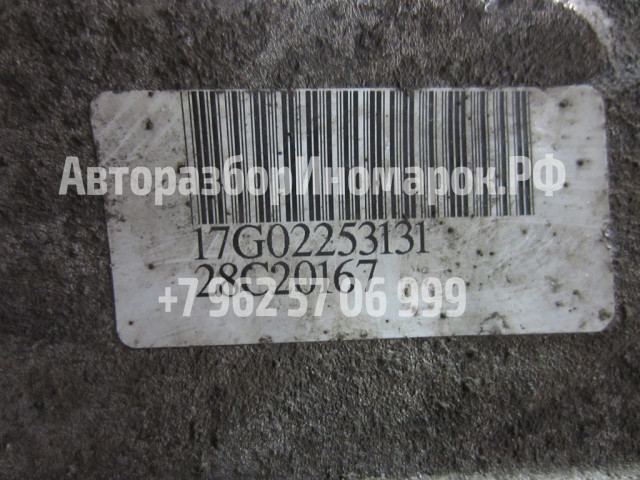 АвторазборИномарок.РФ
17G02253131
28C20167
+7 962 57 06 999